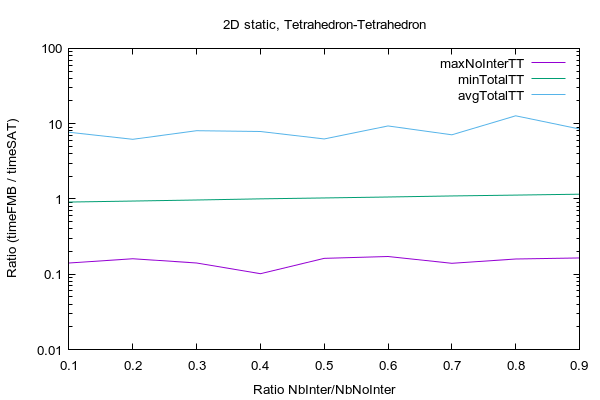 2D static, Tetrahedron-Tetrahedron
100
10
1
0.1
0.01
Ratio (timeFMB / timeSAT)
maxNoInterTT
minTotalTT
avgTotalTT
0.1 0.2 0.3 0.4 0.5 0.6 0.7 0.8 0.9
Ratio NbInter/NbNoInter